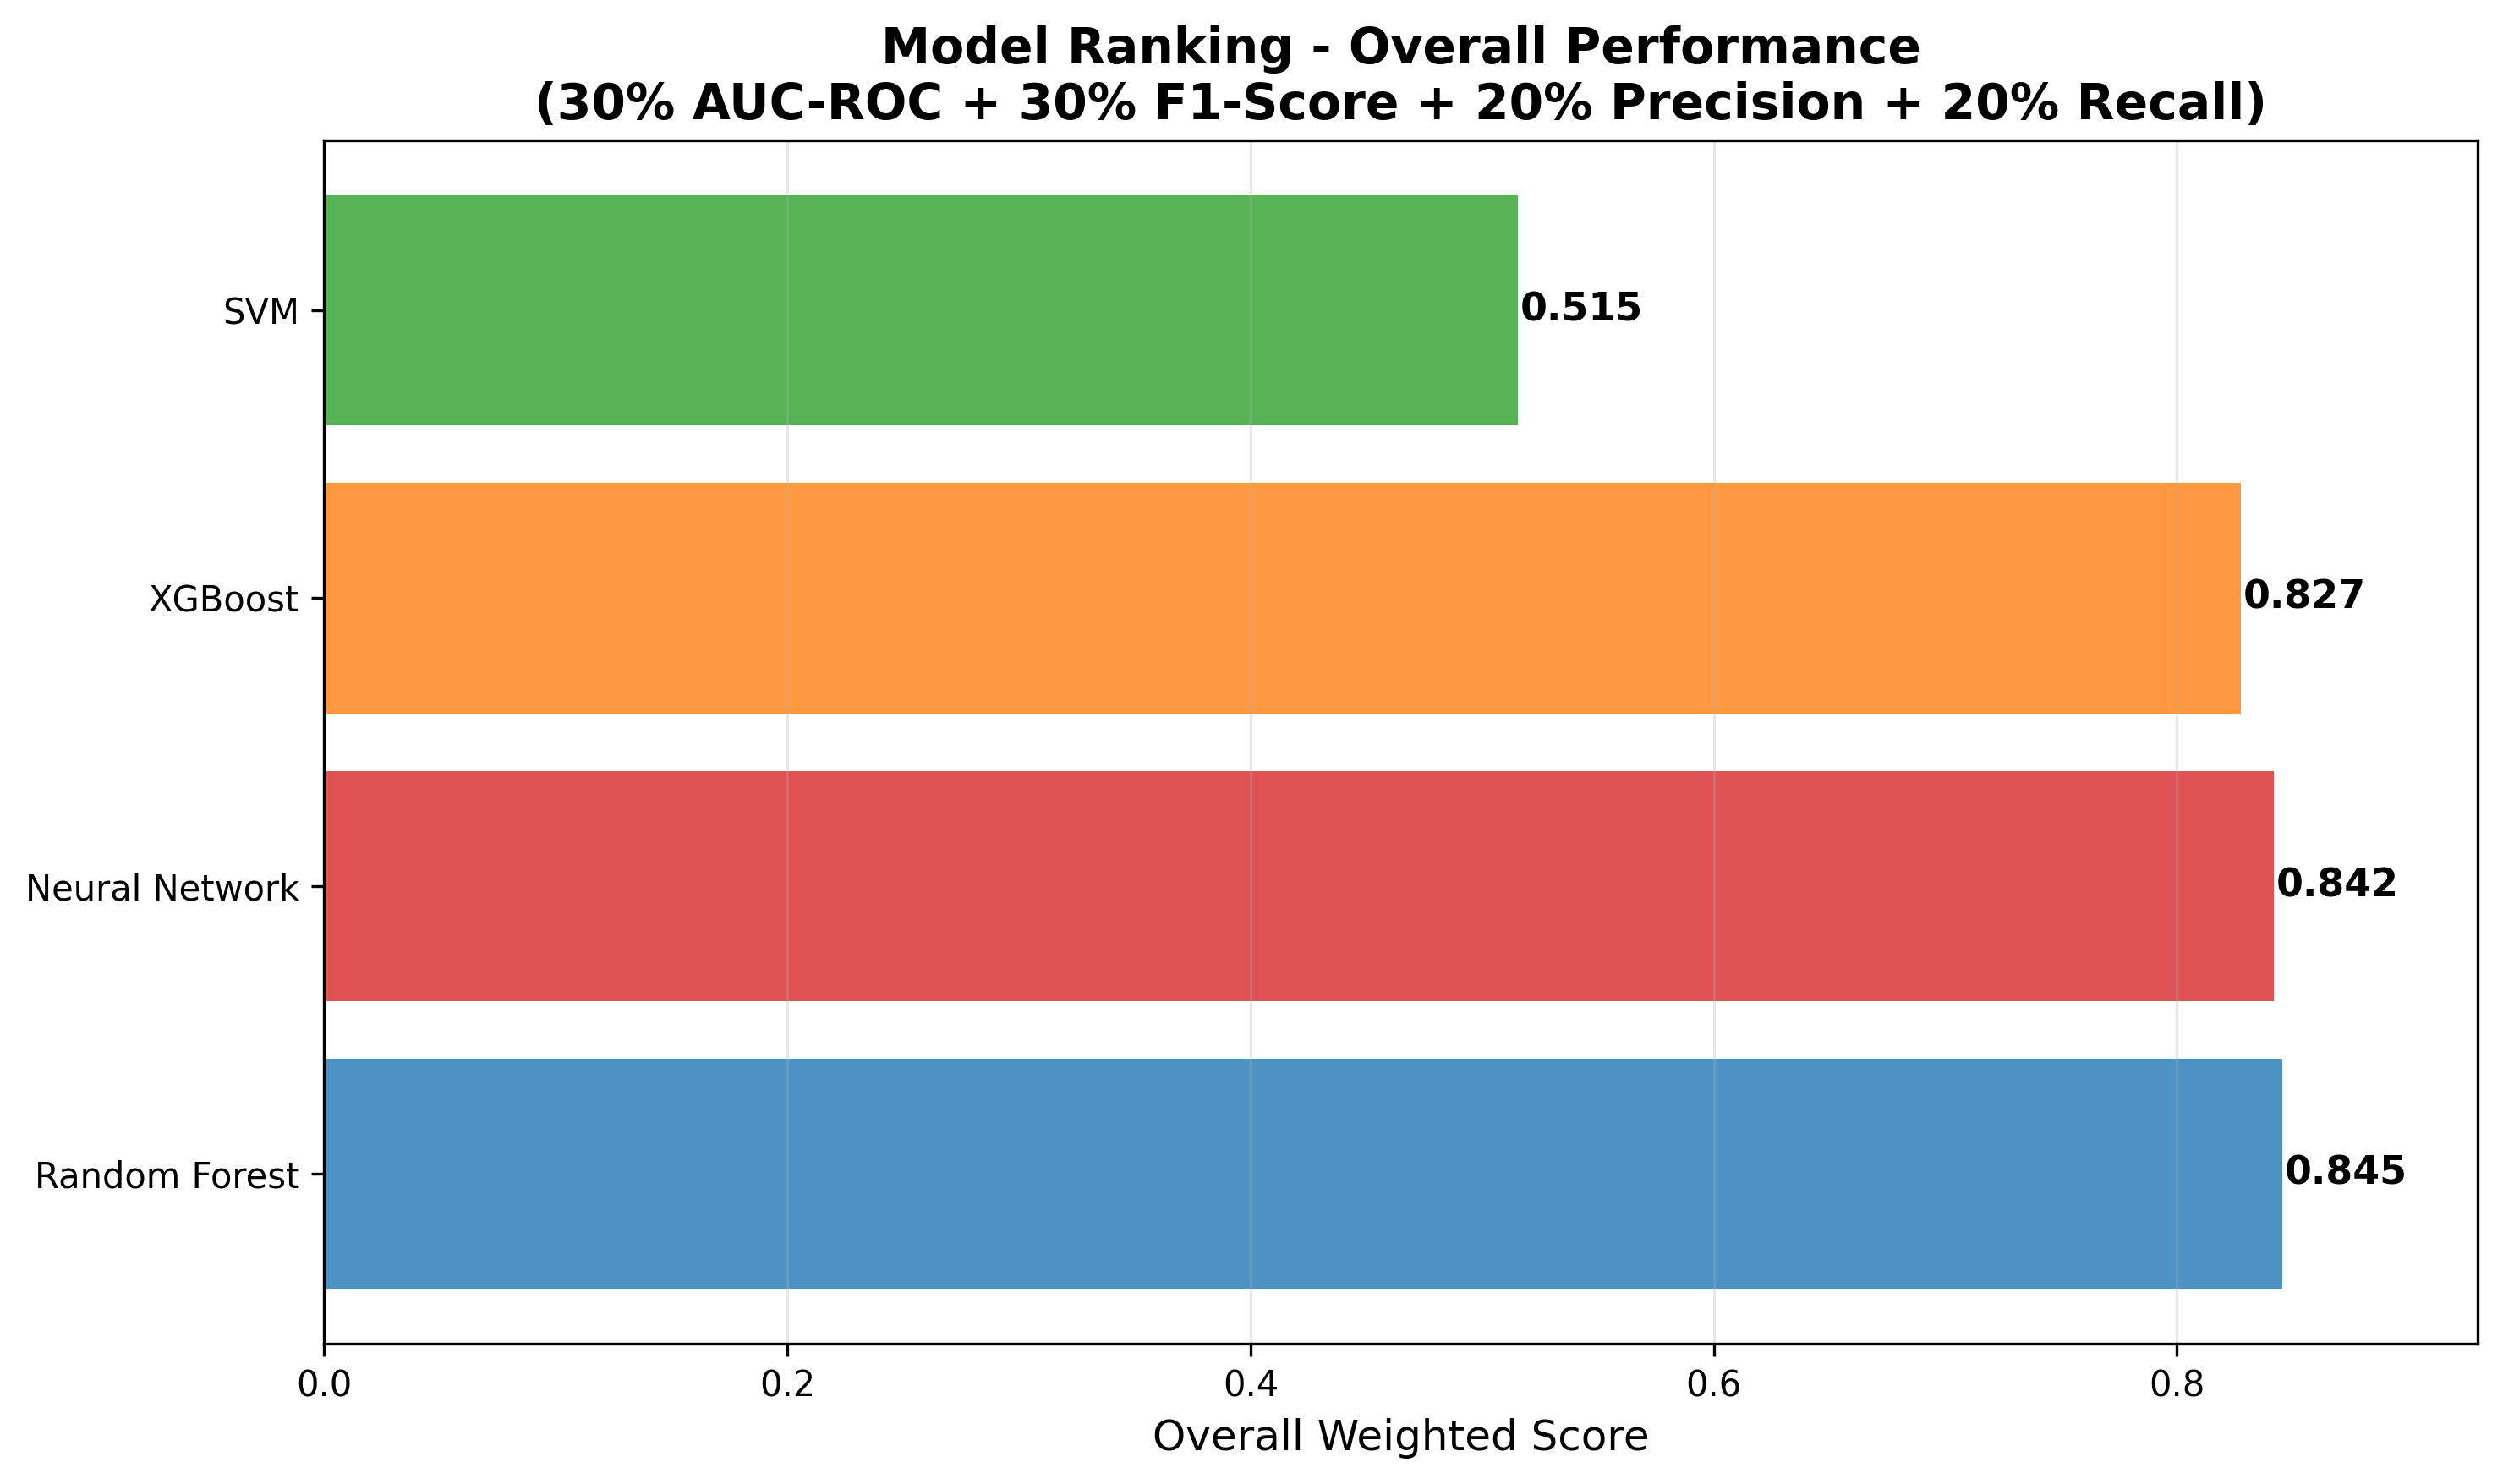 Model Ranking - Overall Performance
(30% AUC-ROC + 30% F1-Score + 20% Precision + 20% Recall)
SVM
0.515
XGBoost
0.827
Neural Network
0.842
Random Forest
0.845
0.0 0.2 0.4 0.6 0.8
Overall Weighted Score